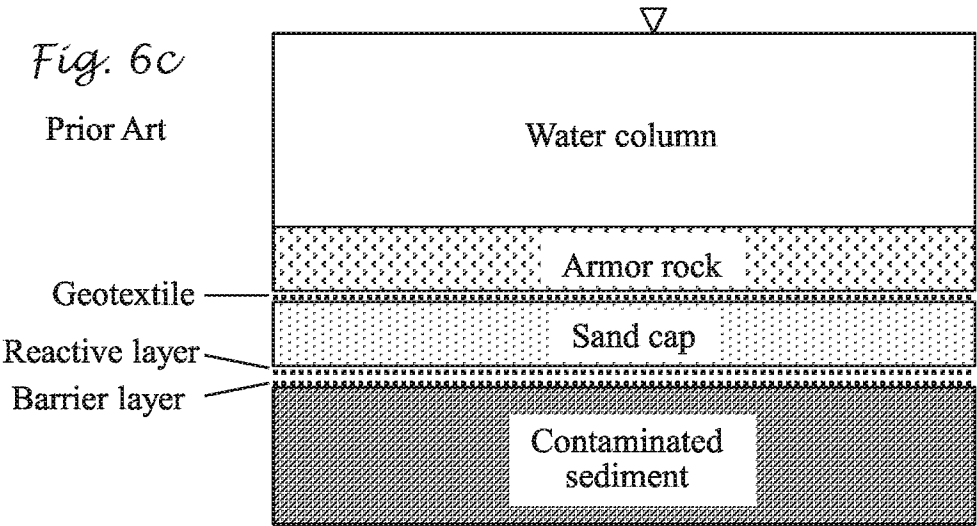 Fig. 6c
Prior Art
Water column
Armor rock
Geotextile
Sand cap
Reactive layer
Barrier layer
Contaminated
sediment